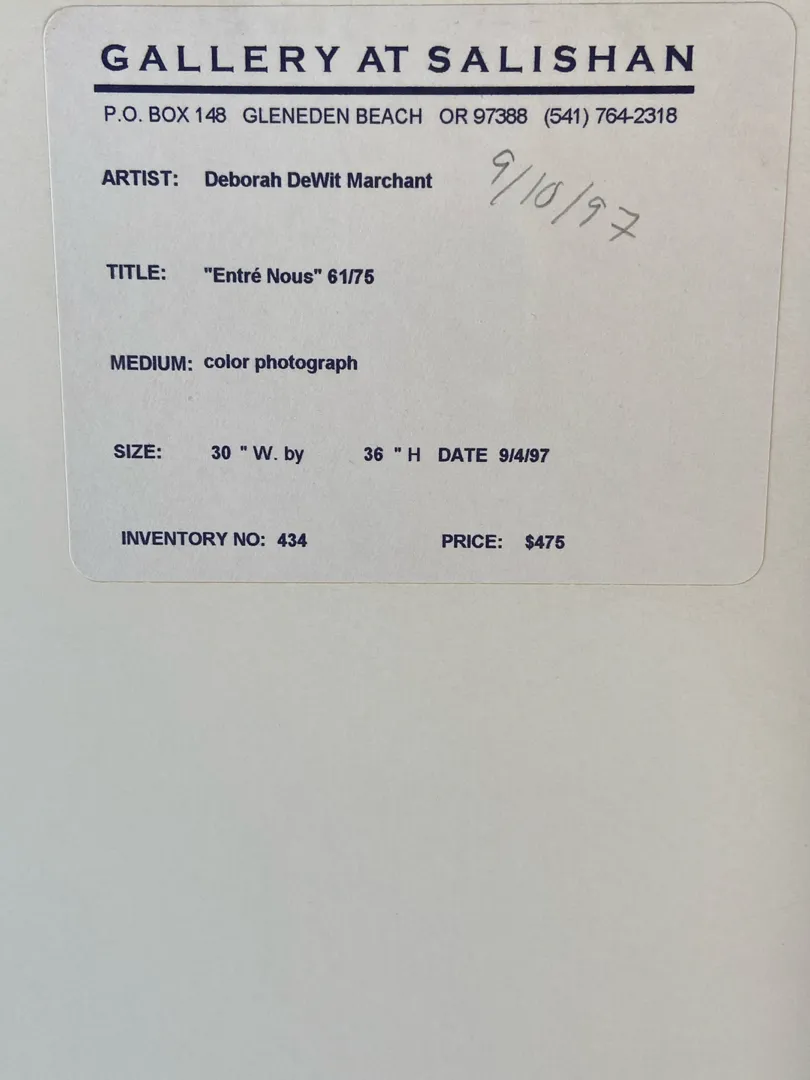 GALLERY AT SALISHAN
P.O. BOX 148 GLENEDEN BEACH OR 97388 (541) 764-2318
ARTIST: Deborah DeWit Marchant
9/10/97
TITLE: "Entré Nous" 61/75
MEDIUM: color photograph
SIZE: 30 " W. by 36 " H DATE 9/4/97
INVENTORY NO: 434 PRICE: $475